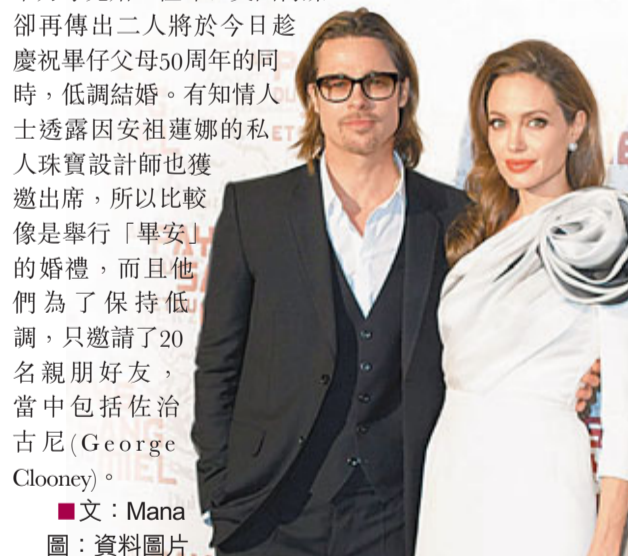 卻再傳出二人將於今日趁
慶祝畢仔父母50周年的同
時，低調結婚。有知情人
士透露因安祖蓮娜的私
人珠寶設計師也獲
邀出席，所以比較
像是舉行「畢安」
的婚禮，而且他
們為了保持低
調，只邀請了20
名親朋好友，
當中包括佐治
古尼(George
Clooney)。
■文：Mana
圖：資料圖片